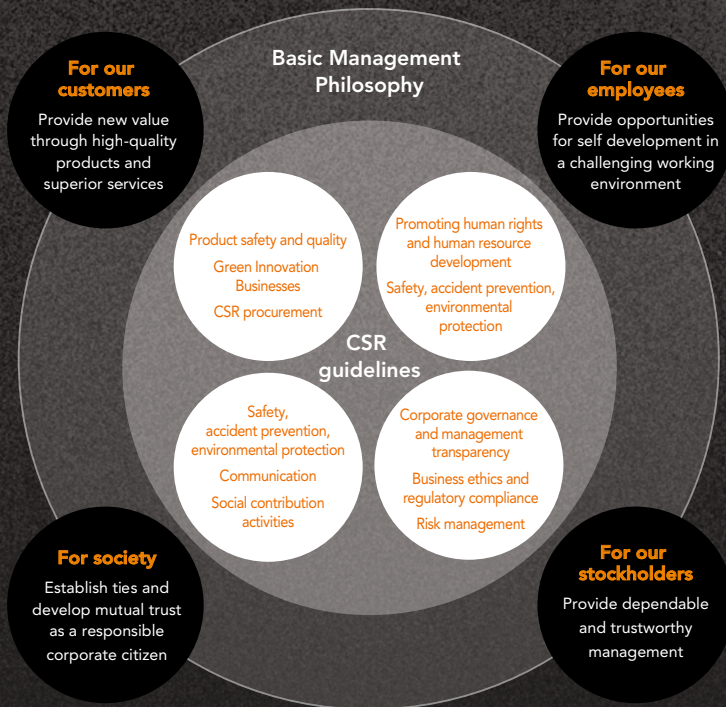 Basic Management
Philosophy
For our
customers
Provide new value
through high-quality
products and
superior services
For our
employees
Provide opportunities
for self development in
a challenging working
environment
Product safety and quality
Green Innovation
Businesses
CSR procurement
Promoting human rights
and human resource
development
Safety, accident prevention,
environmental
protection
CSR
guidelines
Safety,
accident prevention,
environmental protection
Communication
Social contribution
activities
Corporate governance
and management
transparency
Business ethics and
regulatory compliance
Risk management
For society
Establish ties and
develop mutual trust
as a responsible
corporate citizen
For our
stockholders
Provide dependable
and trustworthy
management